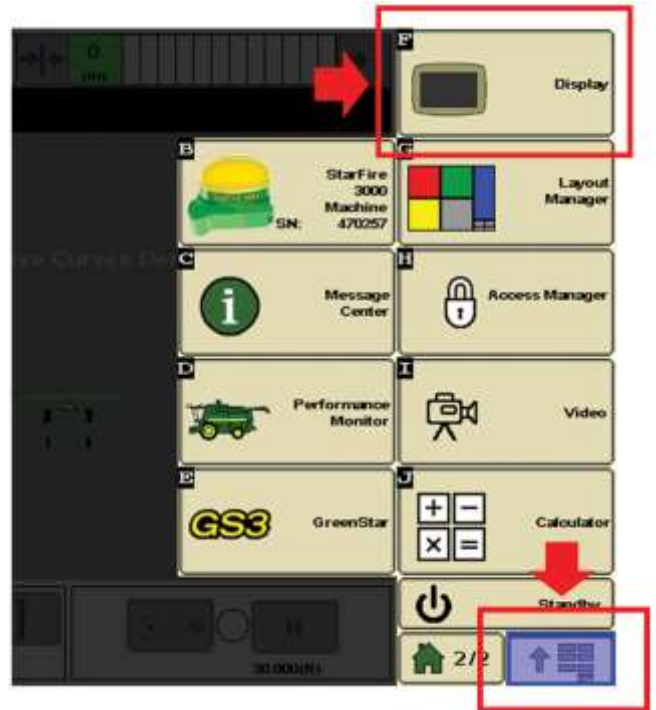 0
F
Display
B
StarFire
3000
Machine
SN: 470257
G
Layout
Manager
C
Message
Center
H
Access Manager
D
Performance
Monitor
I
Video
E
GS3
GreenStar
J
+ −
× =
Calculator
Standby
2/2
30.000(ft)